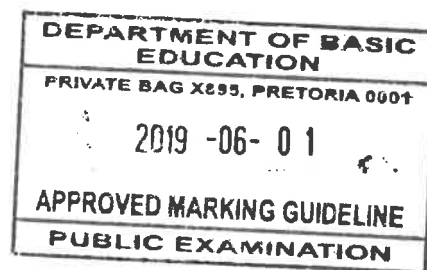 DEPARTMENT OF BASIC
EDUCATION
PRIVATE BAG X895, PRETORIA 0001
2019 -06- 01
APPROVED MARKING GUIDELINE
PUBLIC EXAMINATION